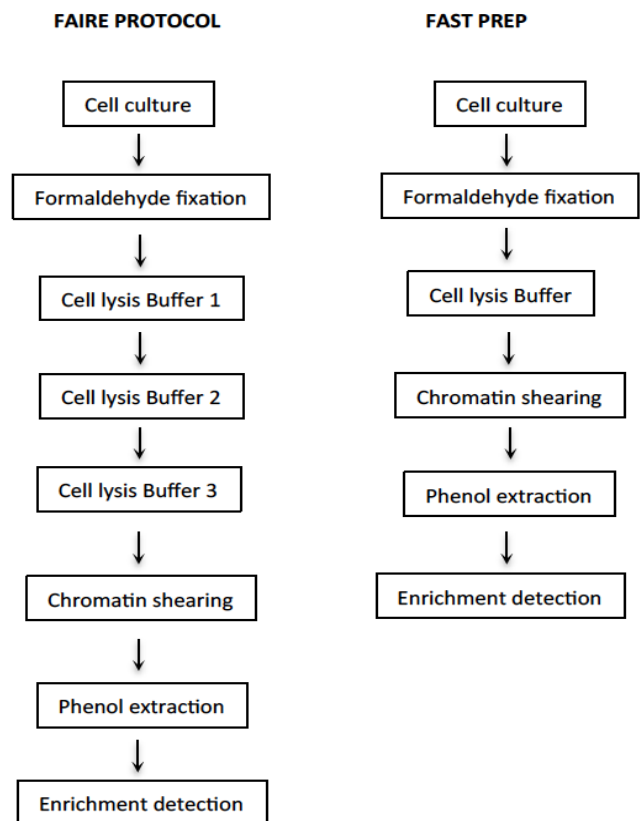 FAIRE PROTOCOL
Cell culture
Formaldehyde fixation
Cell lysis Buffer 1
Cell lysis Buffer 2
Cell lysis Buffer 3
Chromatin shearing
Phenol extraction
Enrichment detection
FAST PREP
Cell culture
Formaldehyde fixation
Cell lysis Buffer
Chromatin shearing
Phenol extraction
Enrichment detection